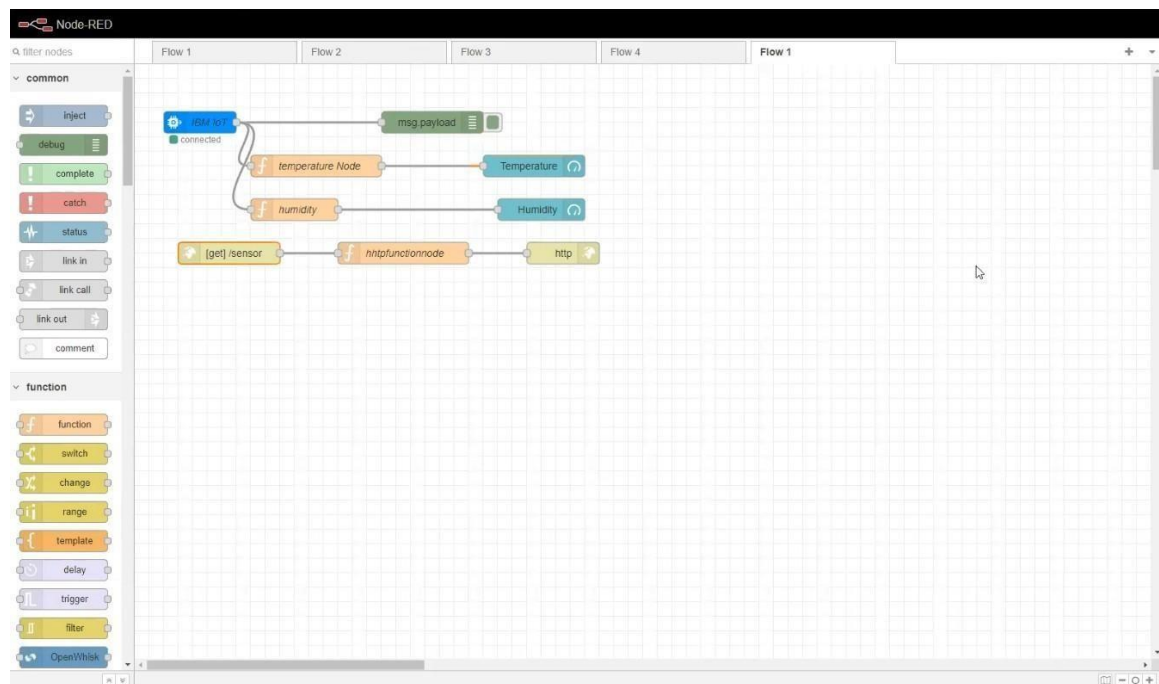 Node-RED
filter nodes
Flow 1 Flow 2 Flow 3 Flow 4 Flow 1
common
inject
debug
complete
catch
status
link in
link call
link out
comment
function
function
switch
change
range
template
delay
trigger
filter
OpenWhisk
IBM IoT
connected
msg.payload
temperature Node
Temperature
humidity
Humidity
[get] /sensor
hhtpfunctionnode
http